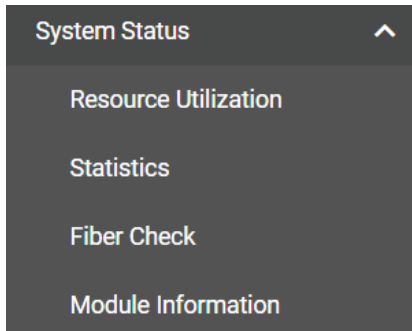 System Status
Resource Utilization
Statistics
Fiber Check
Module Information